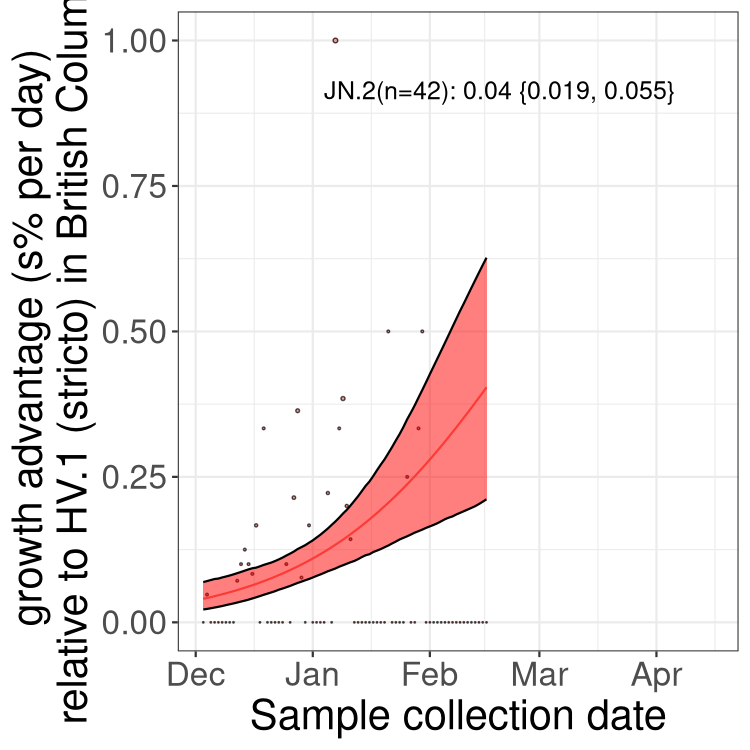 growth advantage (s% per day)
relative to HV.1 (stricto) in British Colum
1.00
0.75
0.50
0.25
0.00
JN.2(n=42): 0.04 {0.019, 0.055}
Dec Jan Feb Mar Apr
Sample collection date